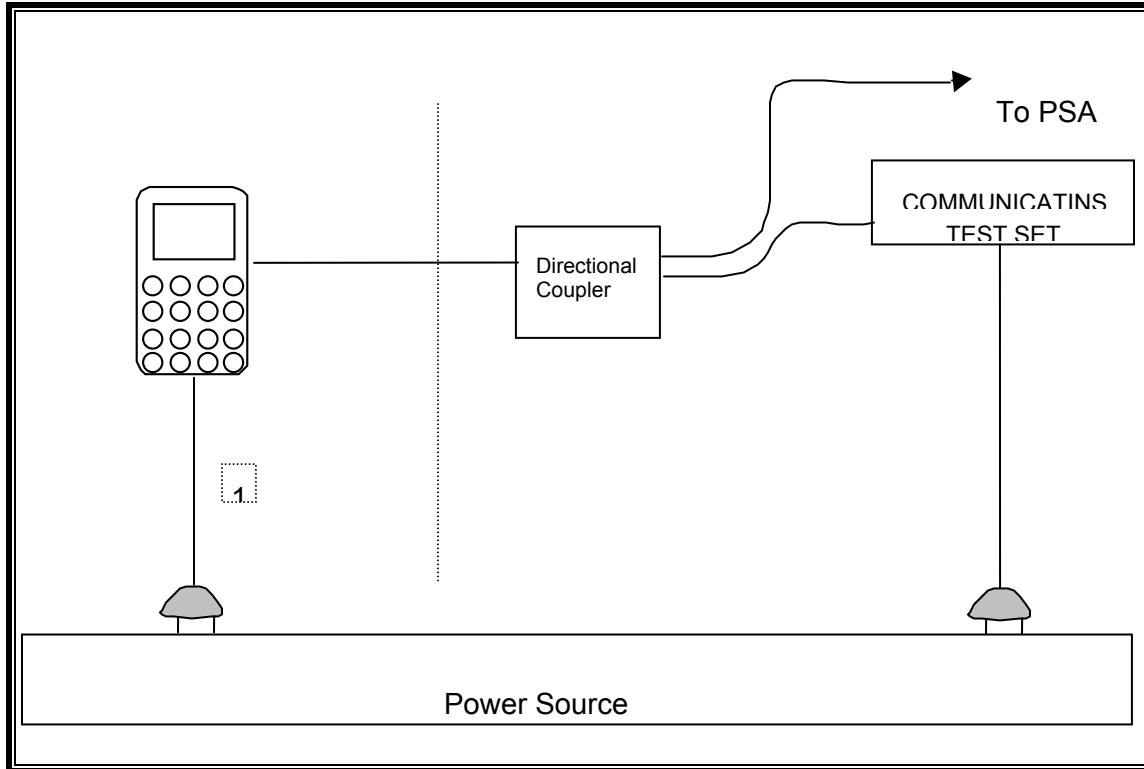 To PSA
COMMUNICATINS
TEST SET
Directional
Coupler
1
Power Source